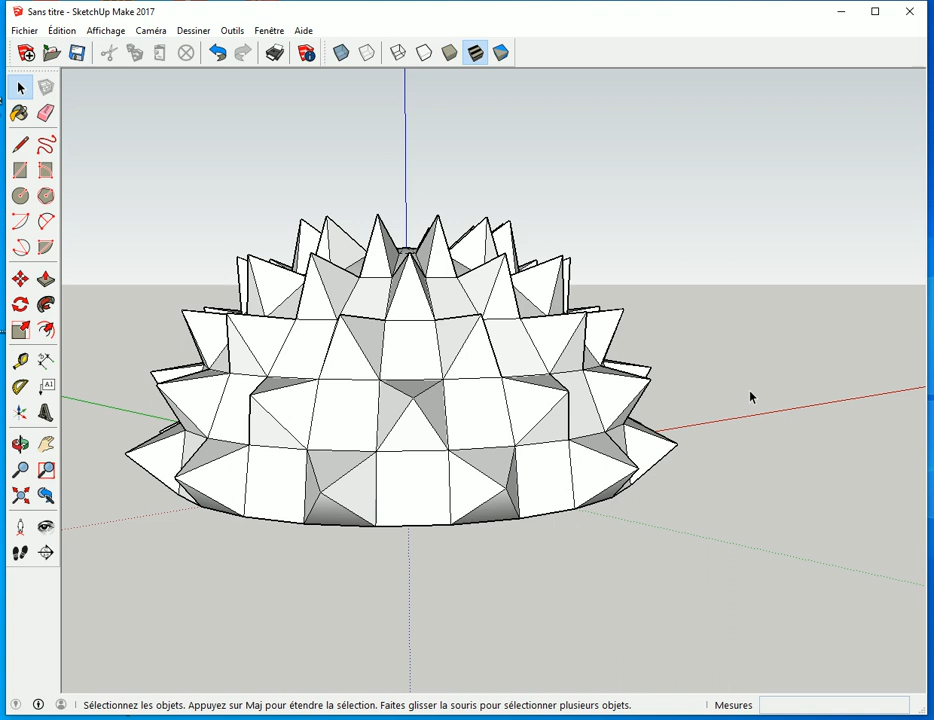 Sans titre - SketchUp Make 2017
Fichier Édition Affichage Caméra Dessiner Outils Fenêtre Aide
A1
Sélectionnez les objets. Appuyez sur Maj pour étendre la sélection. Faites glisser la souris pour sélectionner plusieurs objets. Mesures